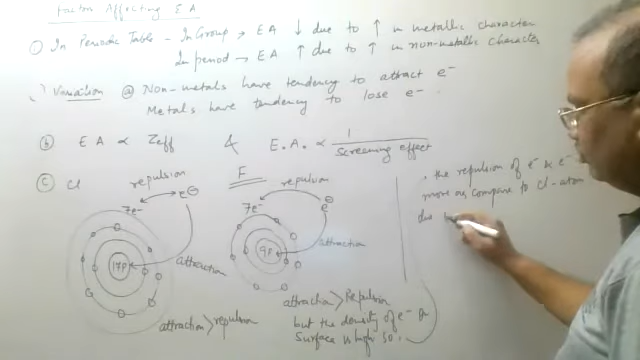 Factors Affecting EA
① In Periodic Table - In Group → EA ↓ due to ↑ in metallic character
In period → EA ↑ due to ↑ in non-metallic character
Variation @ Non-metals have tendency to attract e⁻
Metals have tendency to lose e⁻.
ⓑ EA ∝ Zeff & E.A. ∝ 1/screening effect
ⓒ Cl repulsion F repulsion
7e⁻ e⊖ 7e⁻ e⊖
17P attraction 9P attraction
attraction>repulsion
attraction>Repulsion
but the density of e⁻
Surface is high so.
, the repulsion of e⁻ & e⁻
more as compare to Cl-atom
due